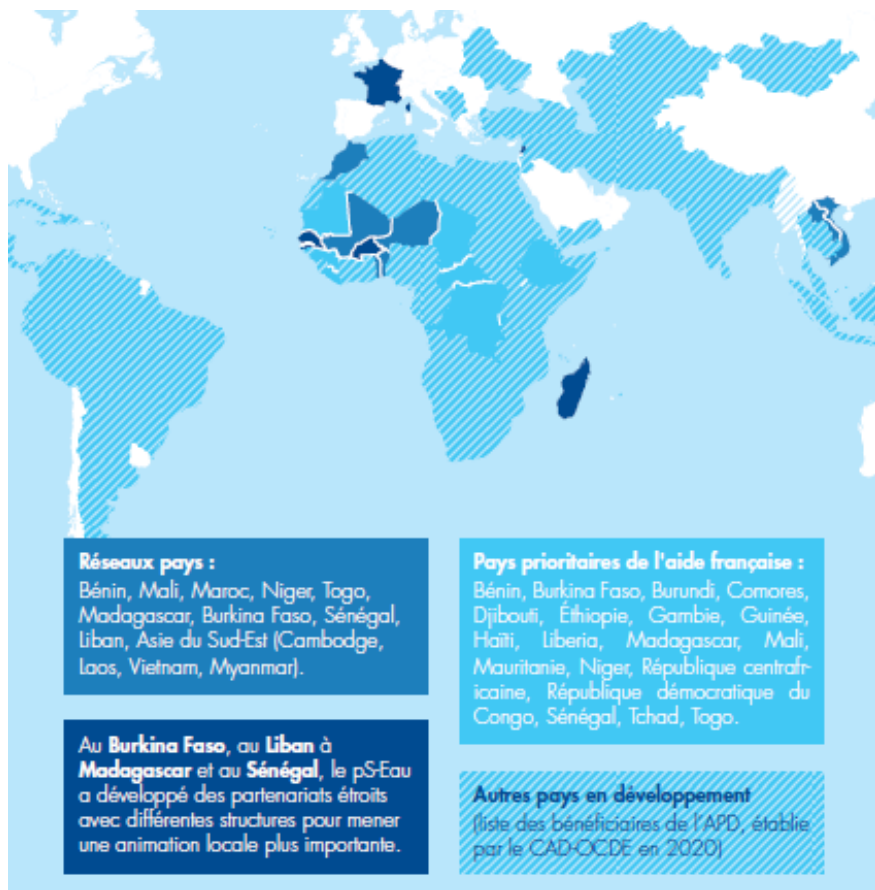 Réseaux pays :
Bénin, Mali, Maroc, Niger, Togo,
Madagascar, Burkina Faso, Sénégal,
Liban, Asie du Sud-Est (Cambodge,
Laos, Vietnam, Myanmar).
Au Burkina Faso, au Liban à
Madagascar et au Sénégal, le pS-Eau
a développé des partenariats étroits
avec différentes structures pour mener
une animation locale plus importante.
Pays prioritaires de l'aide française :
Bénin, Burkina Faso, Burundi, Comores,
Djibouti, Éthiopie, Gambie, Guinée,
Haïti, Liberia, Madagascar, Mali,
Mauritanie, Niger, République centrafr-
icaine, République démocratique du
Congo, Sénégal, Tchad, Togo.
Autres pays en développement
(liste des bénéficiaires de l'APD, établie
par le CAD-OCDE en 2020)